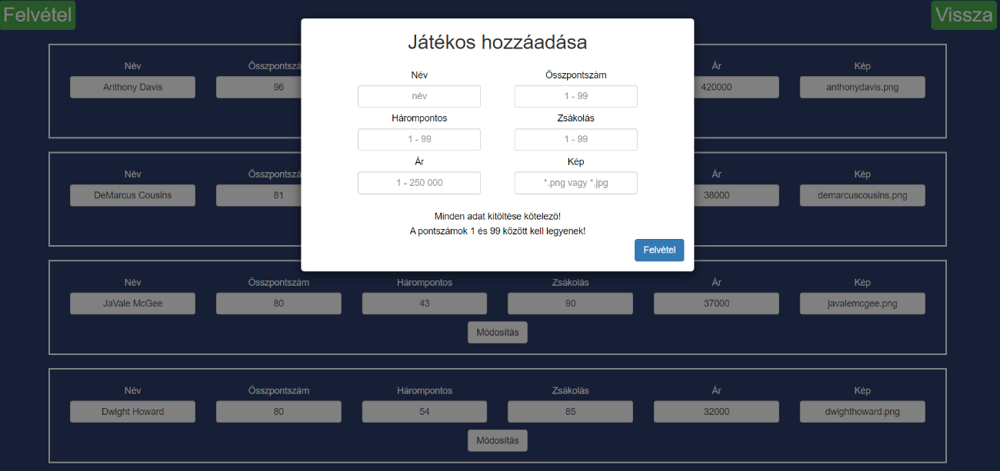 Felvétel
Vissza
Játékos hozzáadása
Név Összpontszám
név 1 - 99
Hárompontos Zsákolás
1 - 99 1 - 99
Ár Kép
1 - 250 000 *.png vagy *.jpg
Minden adat kitöltése kötelező!
A pontszámok 1 és 99 között kell legyenek!
Felvétel
Név Összpontszá Ár Kép
Anthony Davis 96 420000 anthonydavis.png
Név Összpontszá Ár Kép
DeMarcus Cousins 81 38000 demarcuscousins.png
Név Összpontszám Hárompontos Zsákolás Ár Kép
JaVale McGee 80 43 90 37000 javalemcgee.png
Módosítás
Név Összpontszám Hárompontos Zsákolás Ár Kép
Dwight Howard 80 54 85 32000 dwighthoward.png
Módosítás